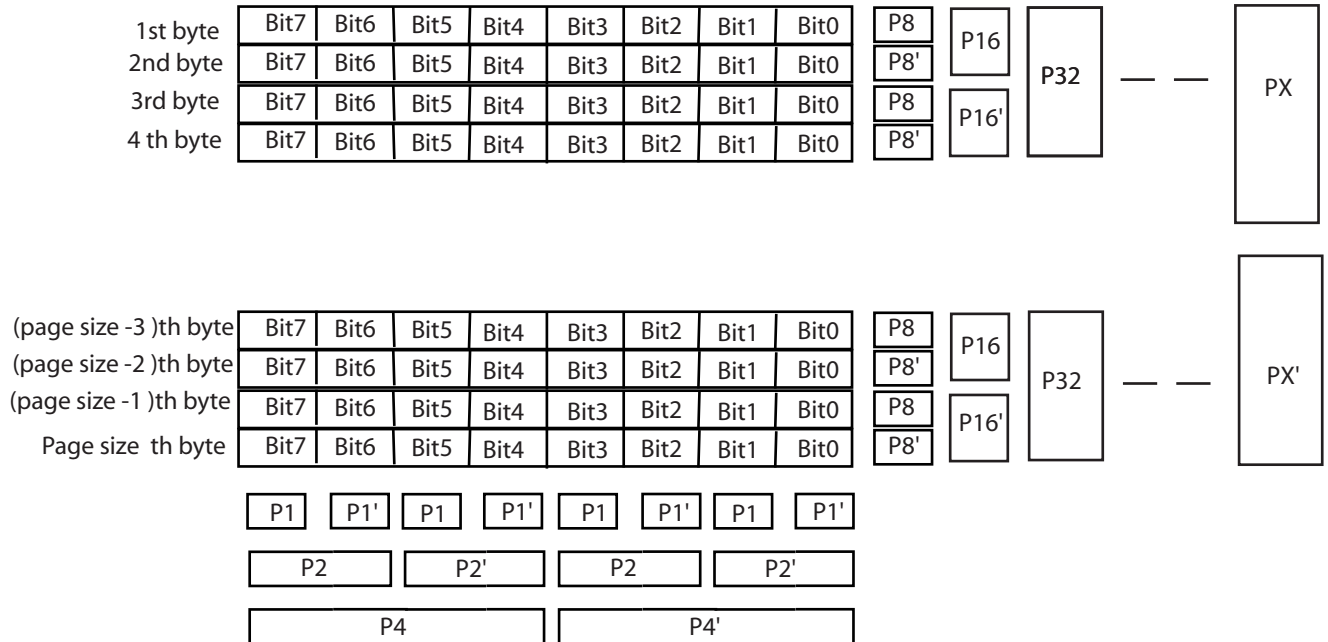 1st byte Bit7 Bit6 Bit5 Bit4 Bit3 Bit2 Bit1 Bit0 P8 P16 P32 — — PX
2nd byte Bit7 Bit6 Bit5 Bit4 Bit3 Bit2 Bit1 Bit0 P8'
3rd byte Bit7 Bit6 Bit5 Bit4 Bit3 Bit2 Bit1 Bit0 P8 P16'
4 th byte Bit7 Bit6 Bit5 Bit4 Bit3 Bit2 Bit1 Bit0 P8'
(page size -3 )th byte Bit7 Bit6 Bit5 Bit4 Bit3 Bit2 Bit1 Bit0 P8 P16 P32 — — PX'
(page size -2 )th byte Bit7 Bit6 Bit5 Bit4 Bit3 Bit2 Bit1 Bit0 P8'
(page size -1 )th byte Bit7 Bit6 Bit5 Bit4 Bit3 Bit2 Bit1 Bit0 P8 P16'
Page size th byte Bit7 Bit6 Bit5 Bit4 Bit3 Bit2 Bit1 Bit0 P8'
P1 P1' P1 P1' P1 P1' P1 P1'
P2 P2' P2 P2'
P4 P4'